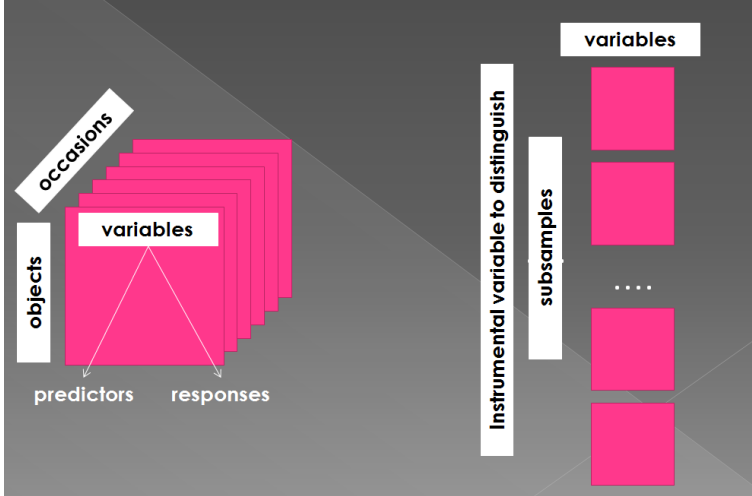 occasions
objects
variables
predictors
responses
Instrumental variable to distinguish
subsamples
variables
....